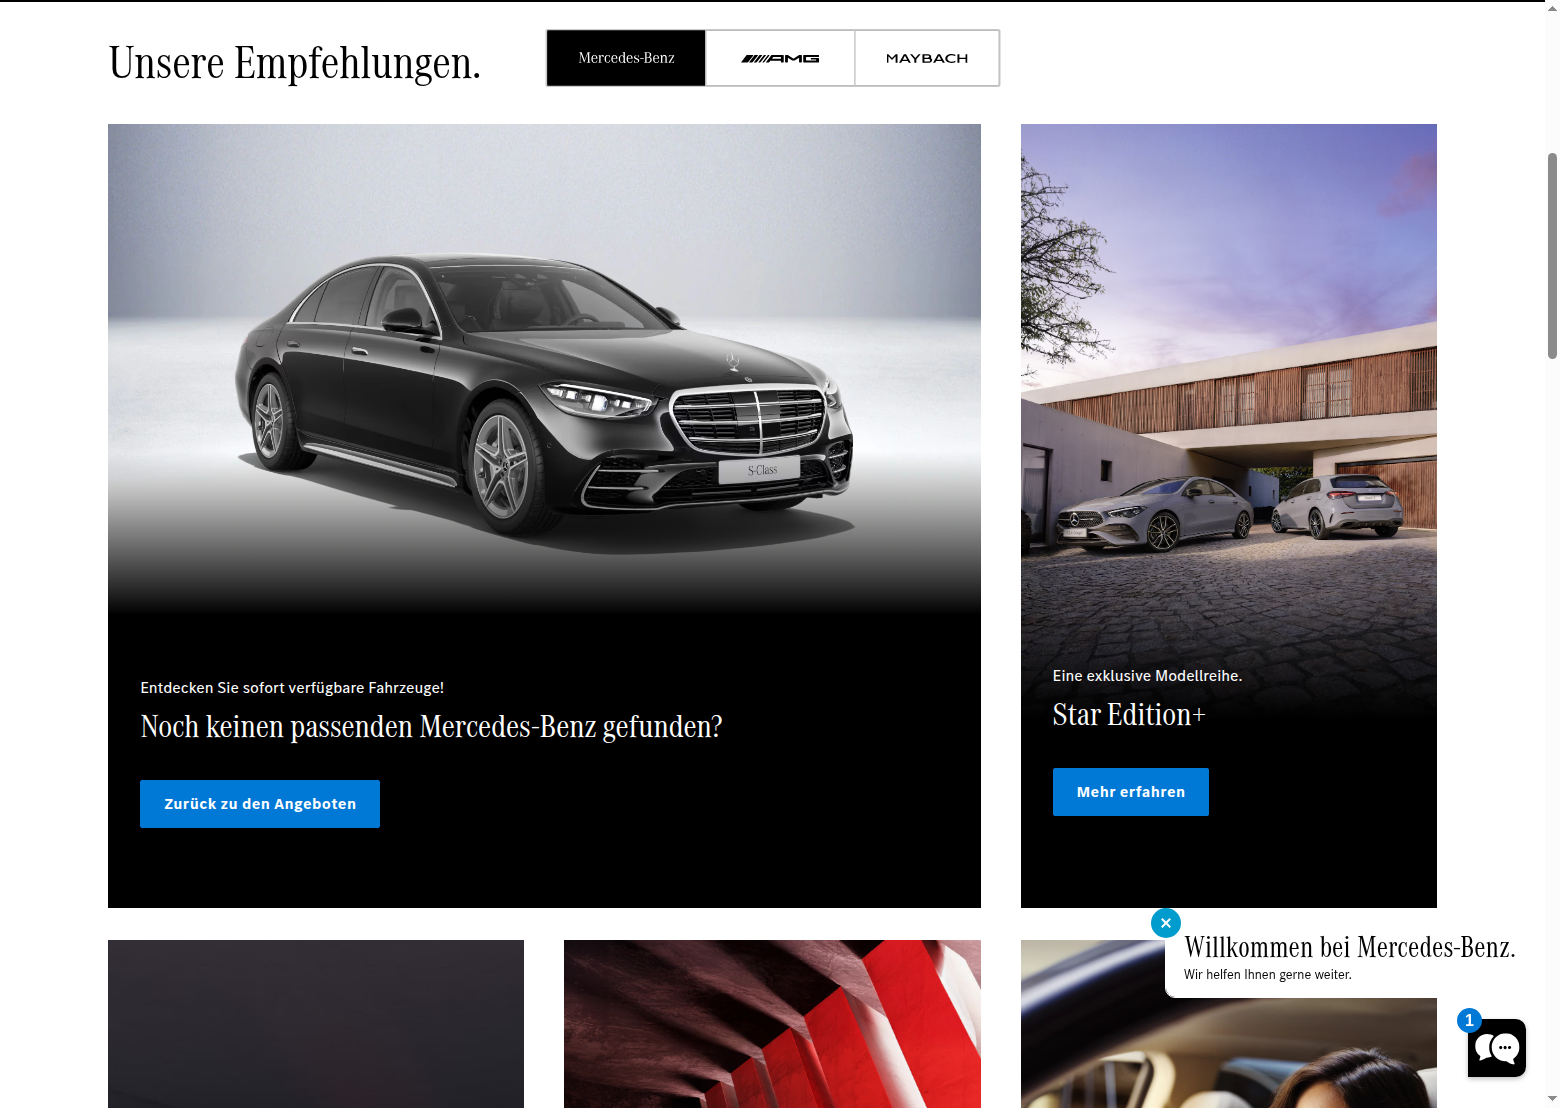 Unsere Empfehlungen.
Mercedes-Benz
AMG
MAYBACH
S-Class
Entdecken Sie sofort verfügbare Fahrzeuge!
Noch keinen passenden Mercedes-Benz gefunden?
Zurück zu den Angeboten
Eine exklusive Modellreihe.
Star Edition+
Mehr erfahren
Willkommen bei Mercedes-Benz.
Wir helfen Ihnen gerne weiter.
1